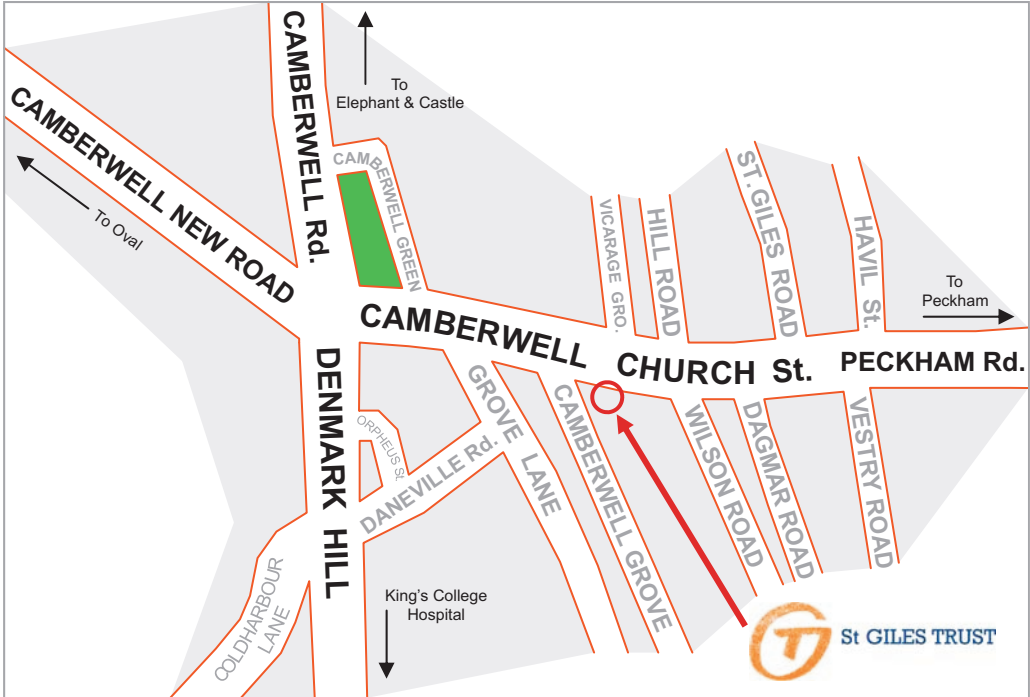 CAMBERWELL Rd.
To
Elephant & Castle
CAMBERWELL NEW ROAD
To Oval
CAMBERWELL GREEN
VICARAGE GRO.
HILL ROAD
ST.GILES ROAD
HAVIL St.
To
Peckham
CAMBERWELL CHURCH St.
PECKHAM Rd.
DENMARK HILL
ORPHEUS St.
DANEVILLE Rd.
GROVE LANE
CAMBERWELL GROVE
WILSON ROAD
DAGMAR ROAD
VESTRY ROAD
COLDHARBOUR
LANE
King's College
Hospital
St GILES TRUST